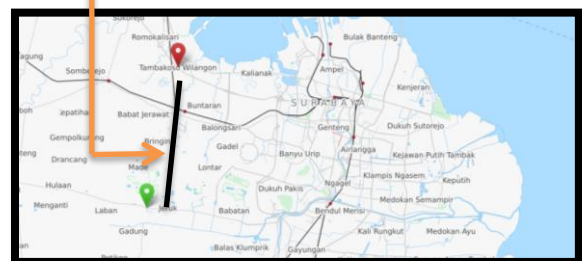 Sukorejo
Romokalisari
Bulak Banteng
Somberejo
Tambakoso Wilangon
Kalianak
Ampel
Kenjeran
Buntaran
SURABAYA
Babat Jerawat
Balongsari
Genteng
Dukuh Sutorejo
Gempolkurung
Bringin
Gadel
Banyu Urip
Airlangga
Kejawan Putih Tambak
Drancang
Made
Lontar
Klampis Ngasem
Keputih
Hulaan
Dukuh Pakis
Ngagel
Medokan Semampir
Menganti
Laban
Jeruk
Babatan
Bendul Merisi
Gadung
Kali Rungkut
Medokan Ayu
Balas Klumprik
Gayungan